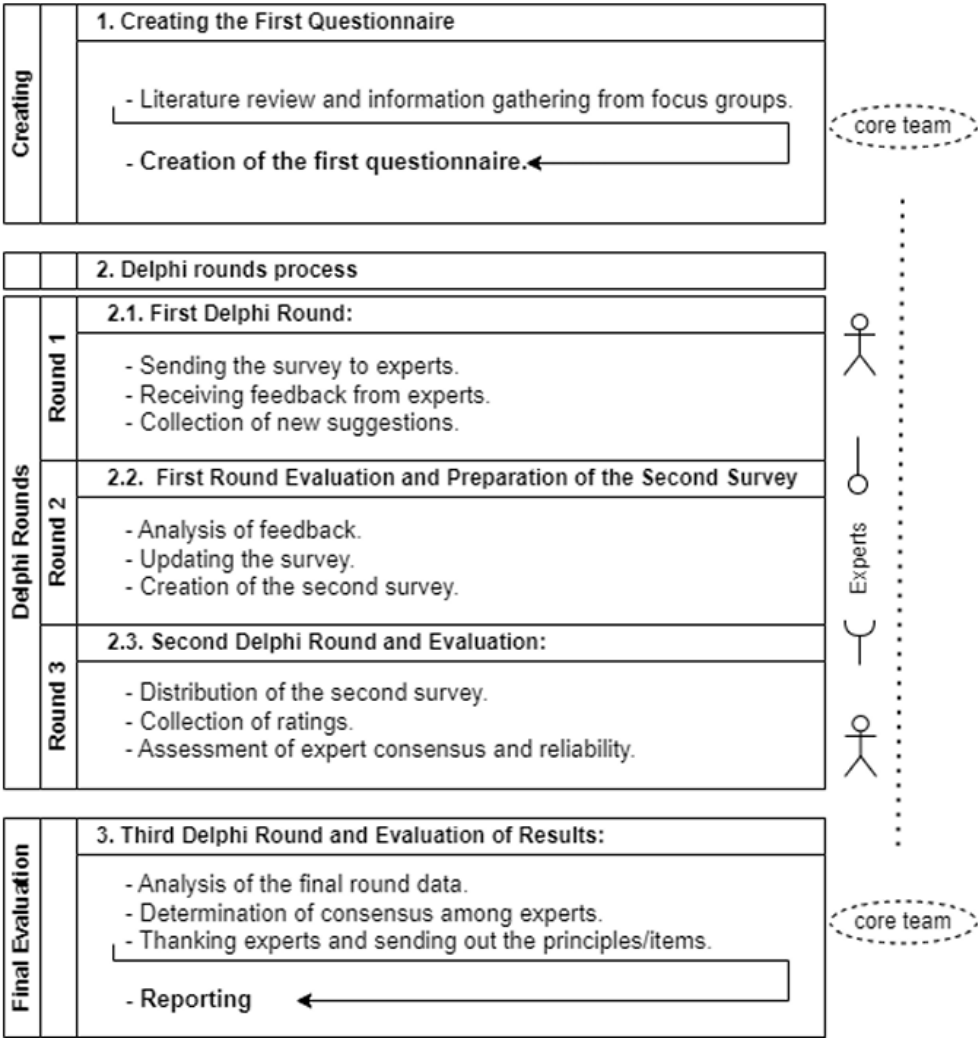 Creating
1. Creating the First Questionnaire
- Literature review and information gathering from focus groups.
- Creation of the first questionnaire.
core team
2. Delphi rounds process
Delphi Rounds
Round 1
2.1. First Delphi Round:
- Sending the survey to experts.
- Receiving feedback from experts.
- Collection of new suggestions.
Round 2
2.2. First Round Evaluation and Preparation of the Second Survey
- Analysis of feedback.
- Updating the survey.
- Creation of the second survey.
Experts
Round 3
2.3. Second Delphi Round and Evaluation:
- Distribution of the second survey.
- Collection of ratings.
- Assessment of expert consensus and reliability.
Final Evaluation
3. Third Delphi Round and Evaluation of Results:
- Analysis of the final round data.
- Determination of consensus among experts.
- Thanking experts and sending out the principles/items.
- Reporting
core team